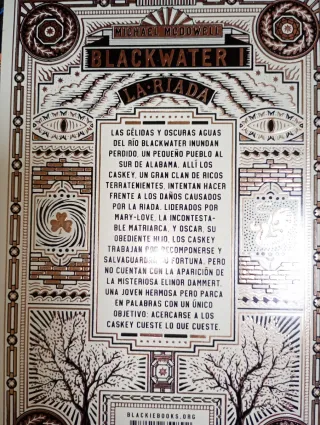 MICHAEL McDOWELL
BLACKWATER I
LA·RIADA
LAS GÉLIDAS Y OSCURAS AGUAS
DEL RÍO BLACKWATER INUNDAN
PERDIDO, UN PEQUEÑO PUEBLO AL
SUR DE ALABAMA. ALLÍ LOS
CASKEY, UN GRAN CLAN DE RICOS
TERRATENIENTES, INTENTAN HACER
FRENTE A LOS DAÑOS CAUSADOS
POR LA RIADA. LIDERADOS POR
MARY-LOVE, LA INCONTESTA-
BLE MATRIARCA, Y OSCAR, SU
OBEDIENTE HIJO, LOS CASKEY
TRABAJAN POR RECOMPONERSE Y
FORTUNA. PERO
NO CUENTAN CON LA APARICIÓN DE
LA MISTERIOSA ELINOR DAMMERT,
UNA JOVEN HERMOSA PERO PARCA
EN PALABRAS CON UN ÚNICO
OBJETIVO: ACERCARSE A LOS
CASKEY CUESTE LO QUE CUESTE.
BLACKIEBOOKS.ORG